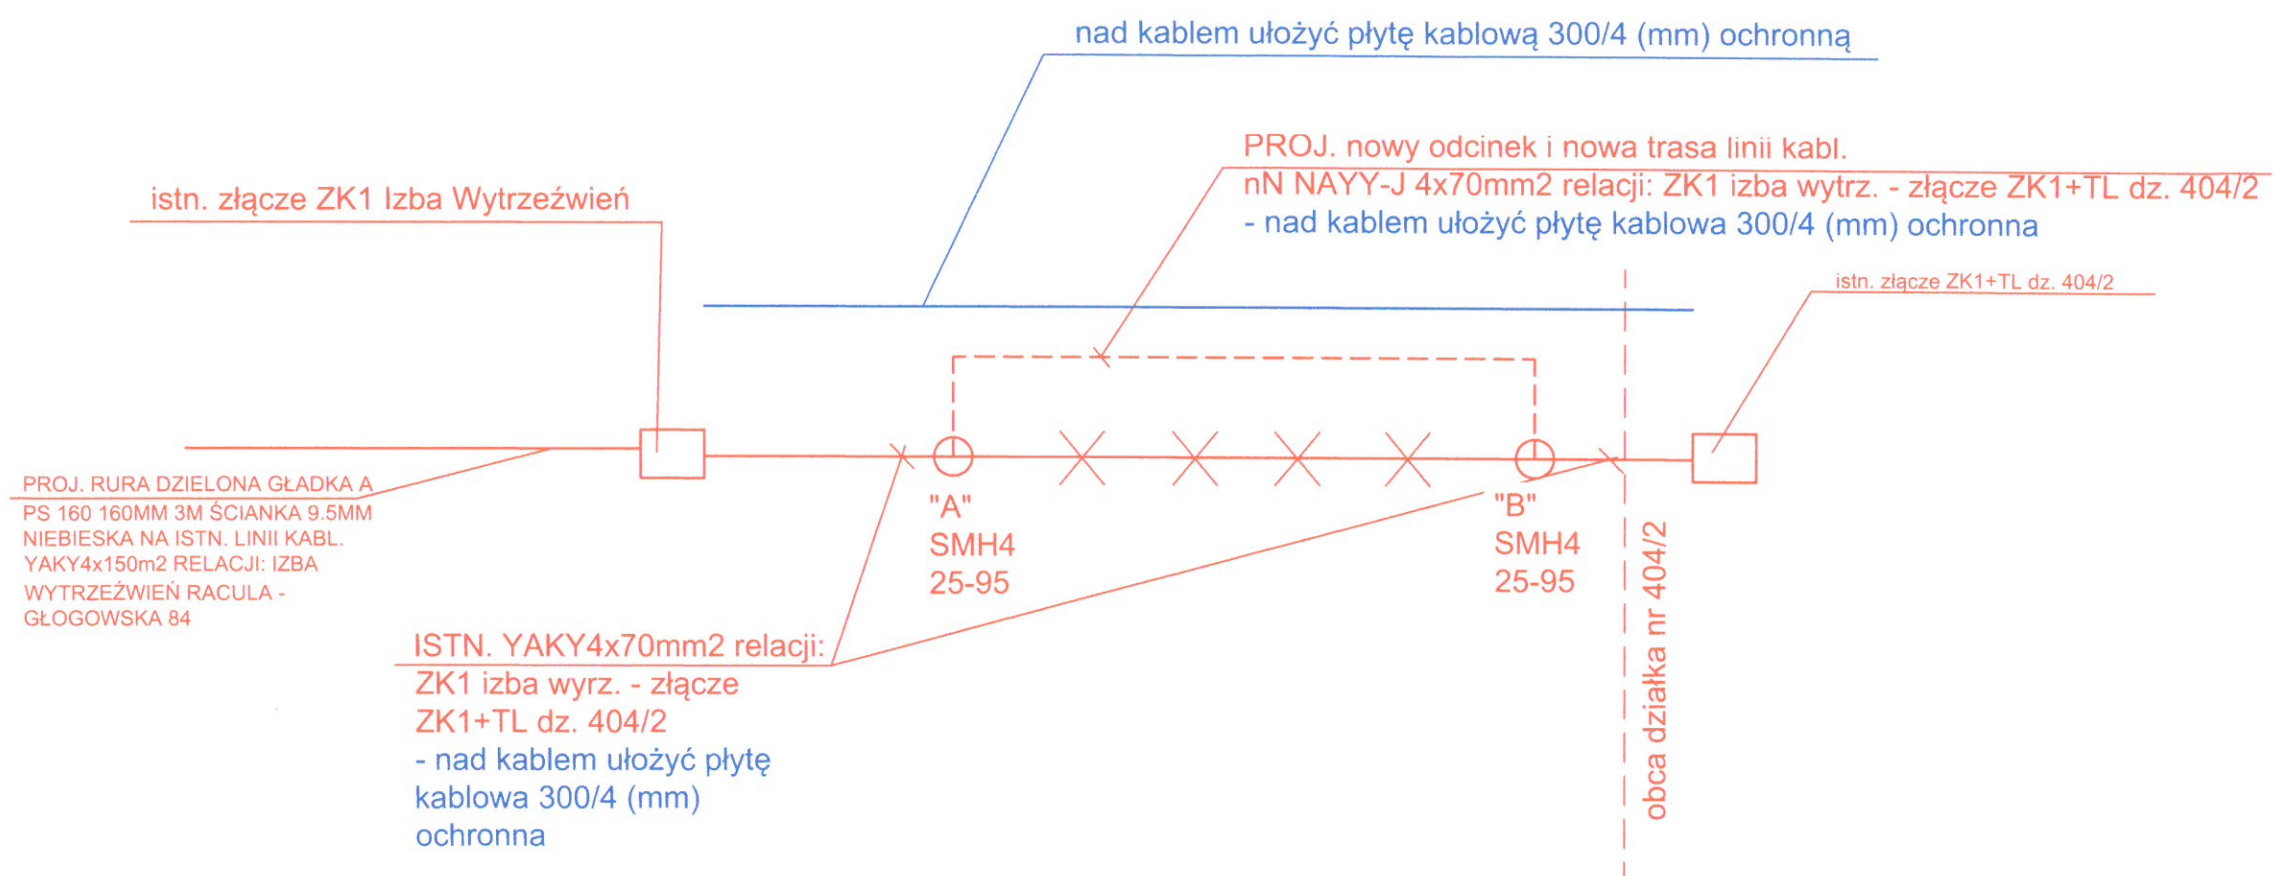 nad kablem ułożyć płytę kablową 300/4 (mm) ochronną
PROJ. nowy odcinek i nowa trasa linii kabl.
nN NAYY-J 4x70mm2 relacji: ZK1 izba wytrz. - złącze ZK1+TL dz. 404/2
- nad kablem ułożyć płytę kablowa 300/4 (mm) ochronna
istn. złącze ZK1 Izba Wytrzeźwień
istn. złącze ZK1+TL dz. 404/2
PROJ. RURA DZIELONA GŁADKA A
PS 160 160MM 3M ŚCIANKA 9.5MM
NIEBIESKA NA ISTN. LINII KABL.
YAKY4x150m2 RELACJI: IZBA
WYTRZEŹWIEŃ RACULA -
GŁOGOWSKA 84
"A"
SMH4
25-95
"B"
SMH4
25-95
obca działka nr 404/2
ISTN. YAKY4x70mm2 relacji:
ZK1 izba wyrz. - złącze
ZK1+TL dz. 404/2
- nad kablem ułożyć płytę
kablowa 300/4 (mm)
ochronna